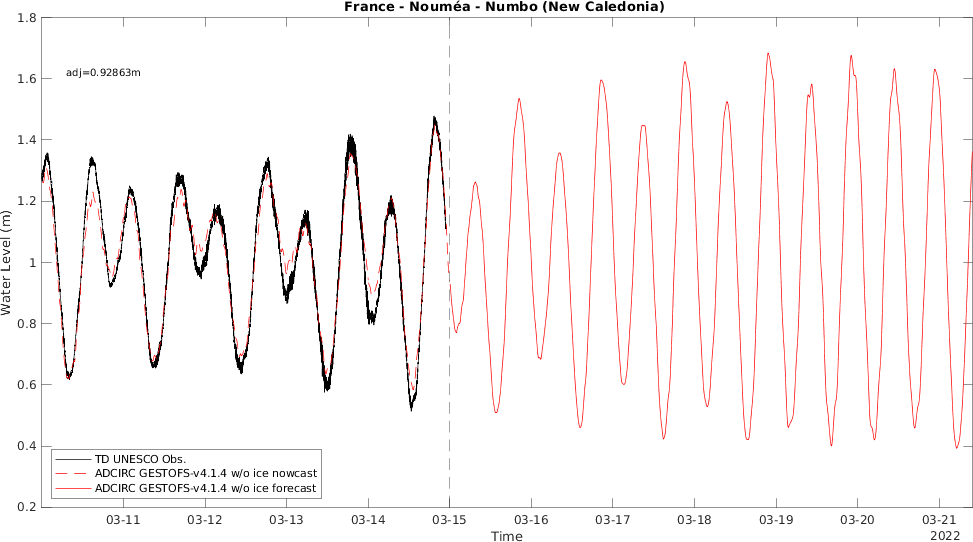 France - Nouméa - Numbo (New Caledonia)
1.8
1.6
1.4
1.2
1
0.8
0.6
0.4
0.2
Water Level (m)
adj=0.92863m
TD UNESCO Obs.
ADCIRC GESTOFS-v4.1.4 w/o ice nowcast
ADCIRC GESTOFS-v4.1.4 w/o ice forecast
03-11 03-12 03-13 03-14 03-15 03-16 03-17 03-18 03-19 03-20 03-21
Time
2022